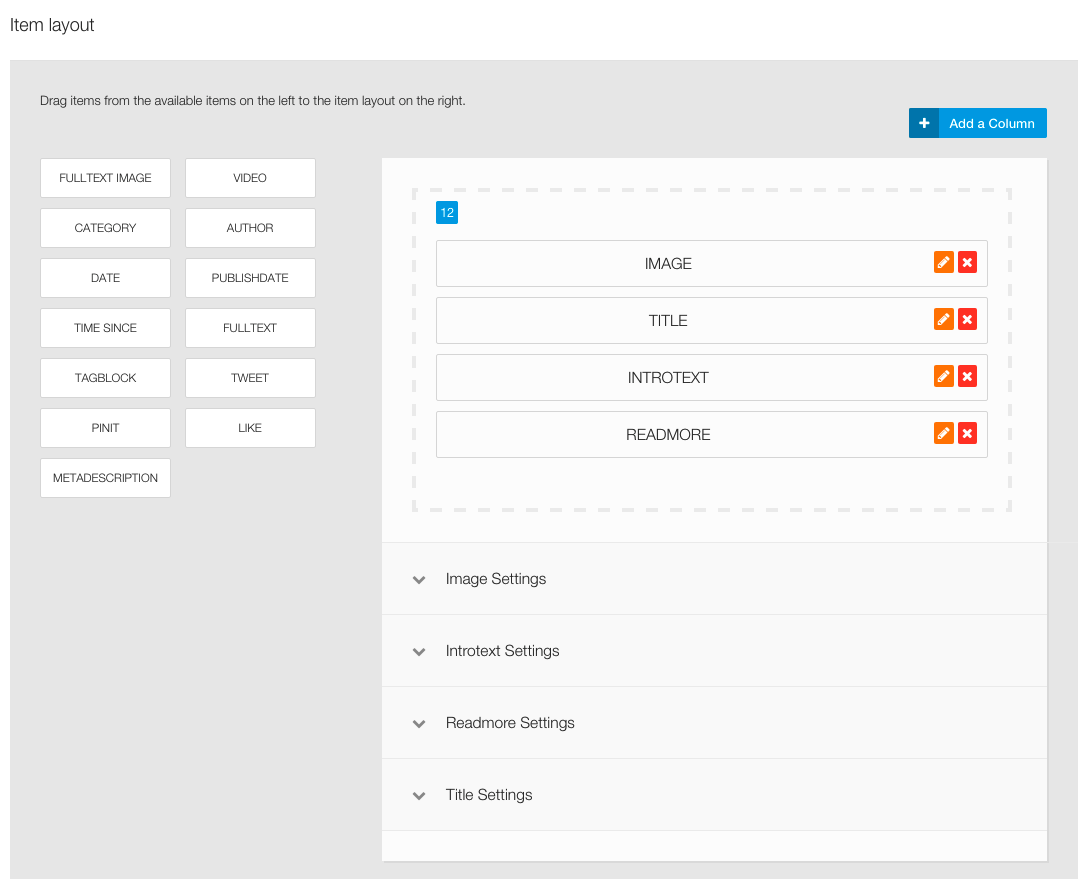 Item layout
Drag items from the available items on the left to the item layout on the right.
+ Add a Column
FULLTEXT IMAGE
VIDEO
CATEGORY
AUTHOR
DATE
PUBLISHDATE
TIME SINCE
FULLTEXT
TAGBLOCK
TWEET
PINIT
LIKE
METADESCRIPTION
12
IMAGE
TITLE
INTROTEXT
READMORE
Image Settings
Introtext Settings
Readmore Settings
Title Settings